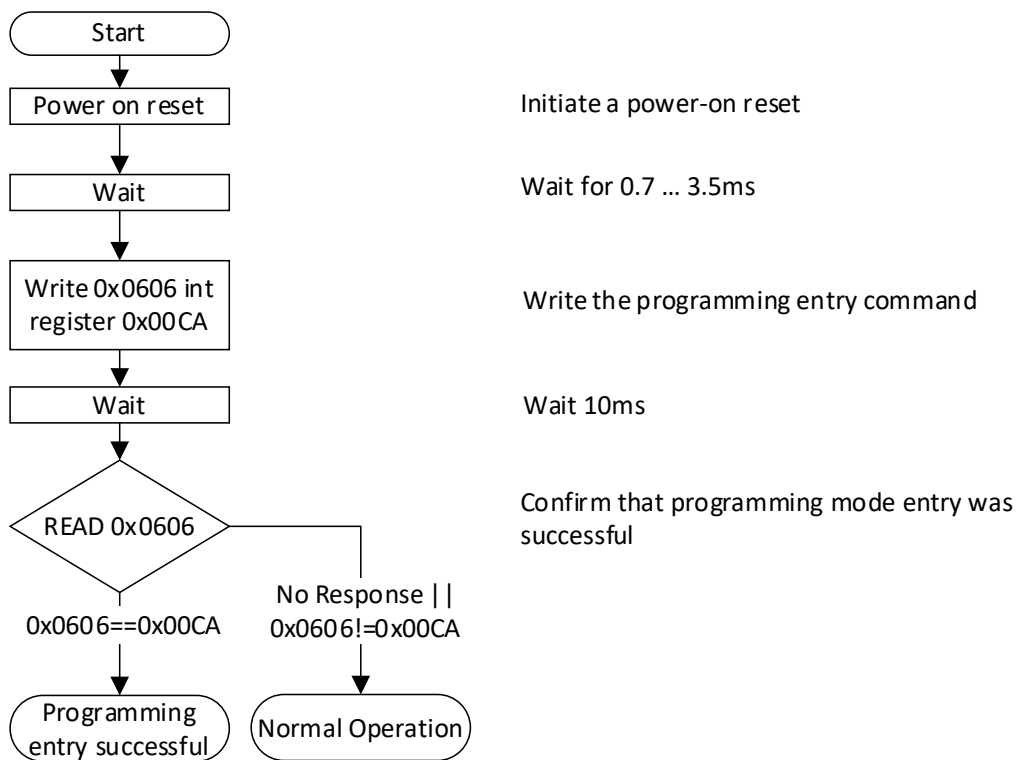 Start
Power on reset
Initiate a power-on reset
Wait
Wait for 0.7 ... 3.5ms
Write 0x0606 int
register 0x00CA
Write the programming entry command
Wait
Wait 10ms
READ 0x0606
Confirm that programming mode entry was
successful
No Response ||
0x0606!=0x00CA
0x0606==0x00CA
Programming
entry successful
Normal Operation